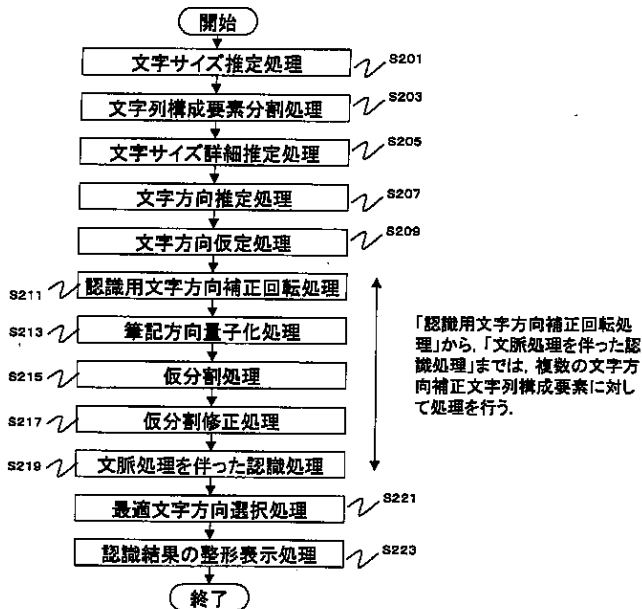 開始
文字サイズ推定処理 S201
文字列構成要素分割処理 S203
文字サイズ詳細推定処理 S205
文字方向推定処理 S207
文字方向仮定処理 S209
S211 認識用文字方向補正回転処理
S213 筆記方向量子化処理
S215 仮分割処理
S217 仮分割修正処理
S219 文脈処理を伴った認識処理
「認識用文字方向補正回転処
理」から，「文脈処理を伴った認
識処理」までは，複数の文字方
向補正文字列構成要素に対し
て処理を行う．
最適文字方向選択処理 S221
認識結果の整形表示処理 S223
終了